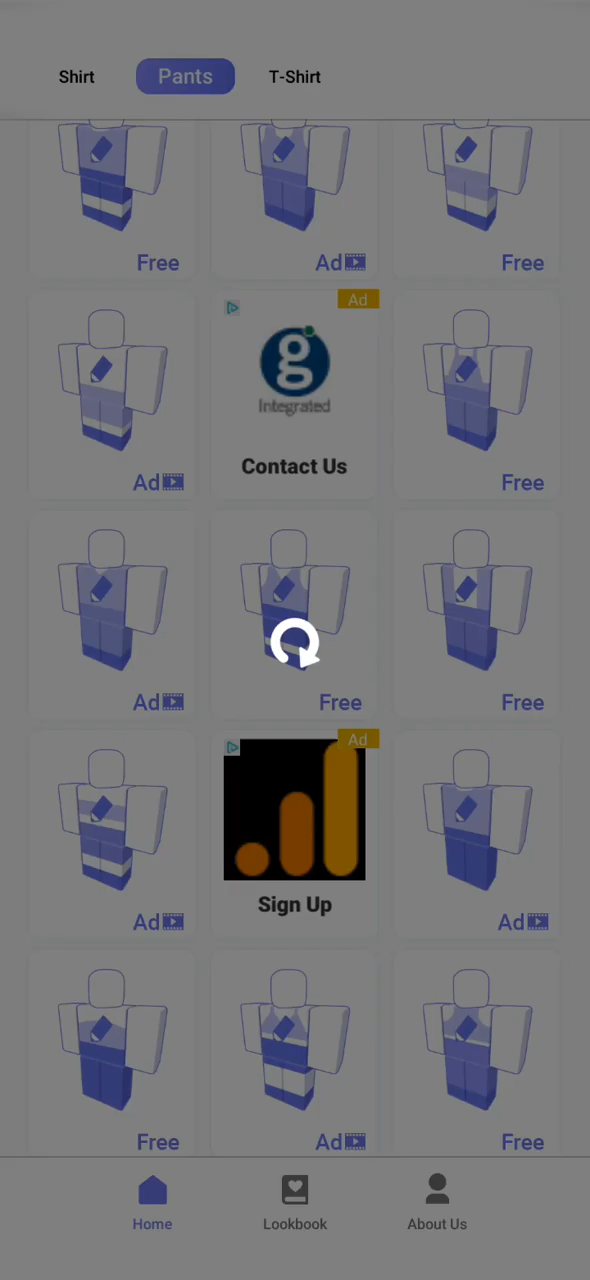 Shirt Pants T-Shirt
Free Ad Free
Ad
g
Integrated
Contact Us
Ad Free
Ad Free Free
Ad
Sign Up
Ad Ad
Free Ad Free
Home Lookbook About Us